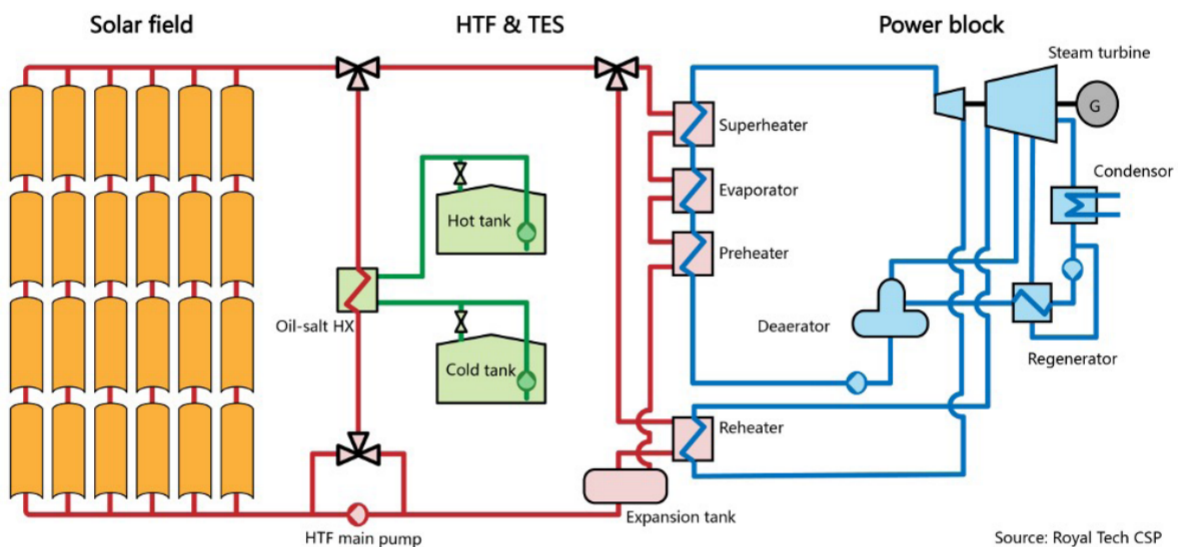 Solar field
HTF & TES
Power block
Steam turbine
G
Superheater
Condensor
Evaporator
Hot tank
Preheater
Oil-salt HX
Deaerator
Cold tank
Regenerator
Reheater
Expansion tank
HTF main pump
Source: Royal Tech CSP